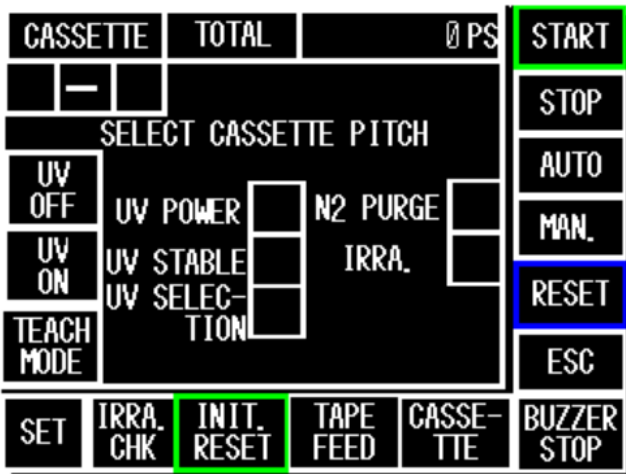 CASSETTE TOTAL 0 PS START
-
STOP
SELECT CASSETTE PITCH
UV OFF
AUTO
UV POWER N2 PURGE
MAN.
UV ON
UV STABLE IRRA.
RESET
UV SELEC-
TION
TEACH
MODE
ESC
SET
IRRA.
CHK
INIT.
RESET
TAPE
FEED
CASSE-
TTE
BUZZER
STOP